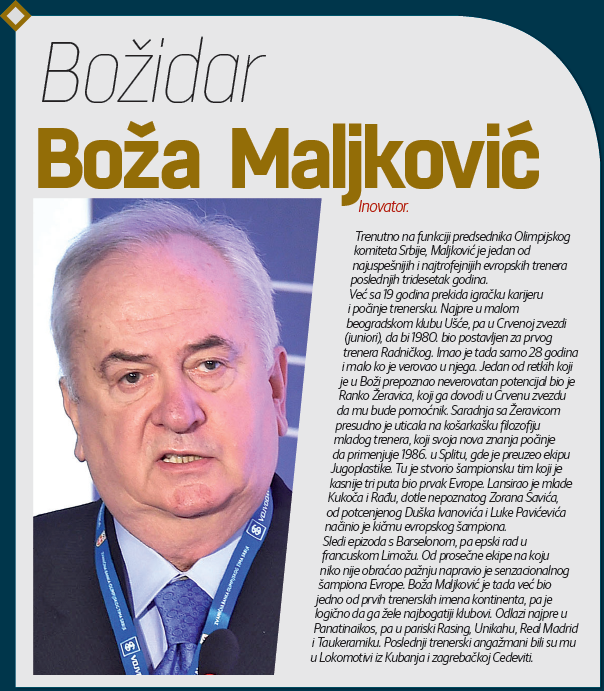 Božidar
Boža Maljković
Inovator.
Trenutno na funkciji predsednika Olimpijskog
komiteta Srbije, Maljković je jedan od
najuspešnijih i najtrofejnijih evropskih trenera
poslednjih tridesetak godina.
Već sa 19 godina prekida igračku karijeru
i počinje trenersku. Najpre u malom
beogradskom klubu Ušće, pa u Crvenoj zvezdi
(juniori), da bi 1980. bio postavljen za prvog
trenera Radničkog. Imao je tada samo 28 godina
i malo ko je verovao u njega. Jedan od retkih koji
je u Boži prepoznao neverovatan potencijal bio je
Ranko Žeravica, koji ga dovodi u Crvenu zvezdu
da mu bude pomoćnik. Saradnja sa Žeravicom
presudno je uticala na košarkašku filozofiju
mladog trenera, koji svoja nova znanja počinje
da primenjuje 1986. u Splitu, gde je preuzeo ekipu
Jugoplastike. Tu je stvorio šampionsku tim koji je
kasnije tri puta bio prvak Evrope. Lansirao je mlade
Kukoča i Rađu, dotle nepoznatog Zorana Savića,
od potcenjenog Duška Ivanovića i Luke Pavićevića
načinio je kičmu evropskog šampiona.
Sledi epizoda s Barselonom, pa epski rad u
francuskom Limožu. Od prosečne ekipe na koju
niko nije obraćao pažnju napravio je senzacionalnog
šampiona Evrope. Boža Maljković je tada već bio
jedno od prvih trenerskih imena kontinenta, pa je
logično da ga žele najbogatiji klubovi. Odlazi najpre u
Panatinaikos, pa u pariski Rasing, Unikahu, Real Madrid
i Taukeramiku. Poslednji trenerski angažmani bili su mu
u Lokomotivi iz Kubanja i zagrebačkoj Cedeviti.